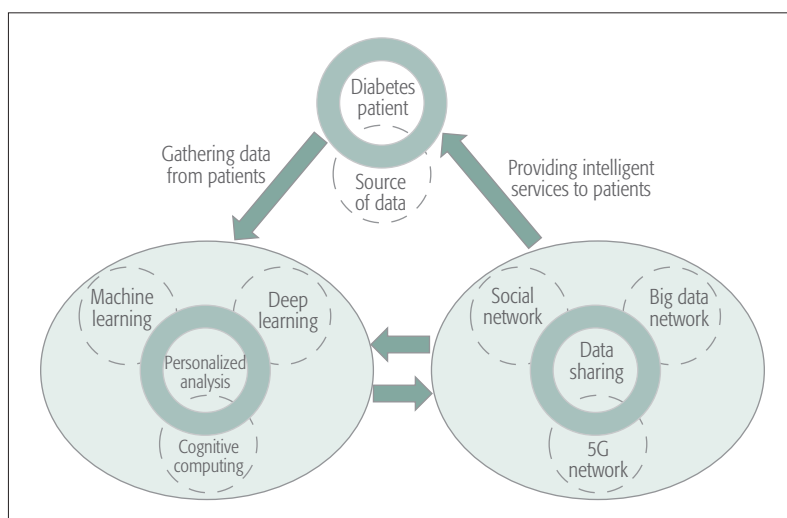 Diabetes
patient
Source
of data
Gathering data
from patients
Providing intelligent
services to patients
Machine
learning
Deep
learning
Personalized
analysis
Cognitive
computing
Social
network
Big data
network
Data
sharing
5G
network